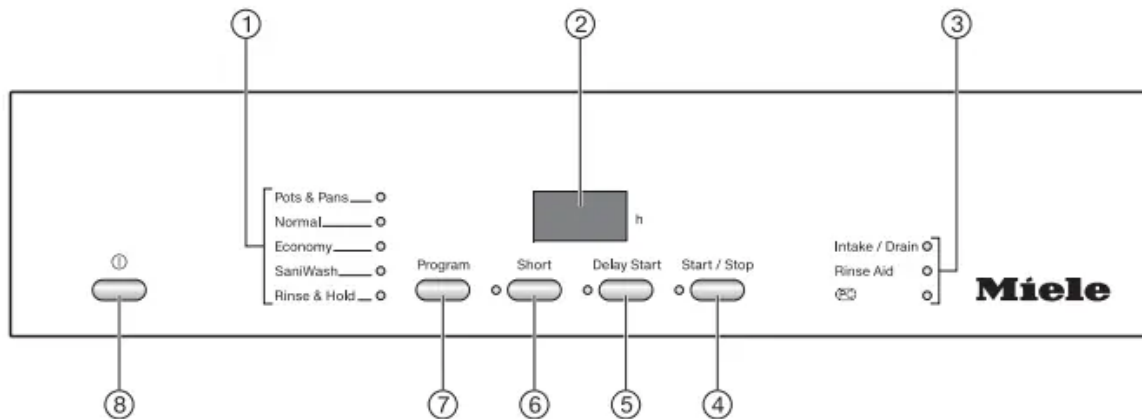 ① ② ③
Pots & Pans
Normal
Economy
SaniWash
Rinse & Hold
h
Program Short Delay Start Start / Stop
Intake / Drain
Rinse Aid
PC
Miele
⑧ ⑦ ⑥ ⑤ ④